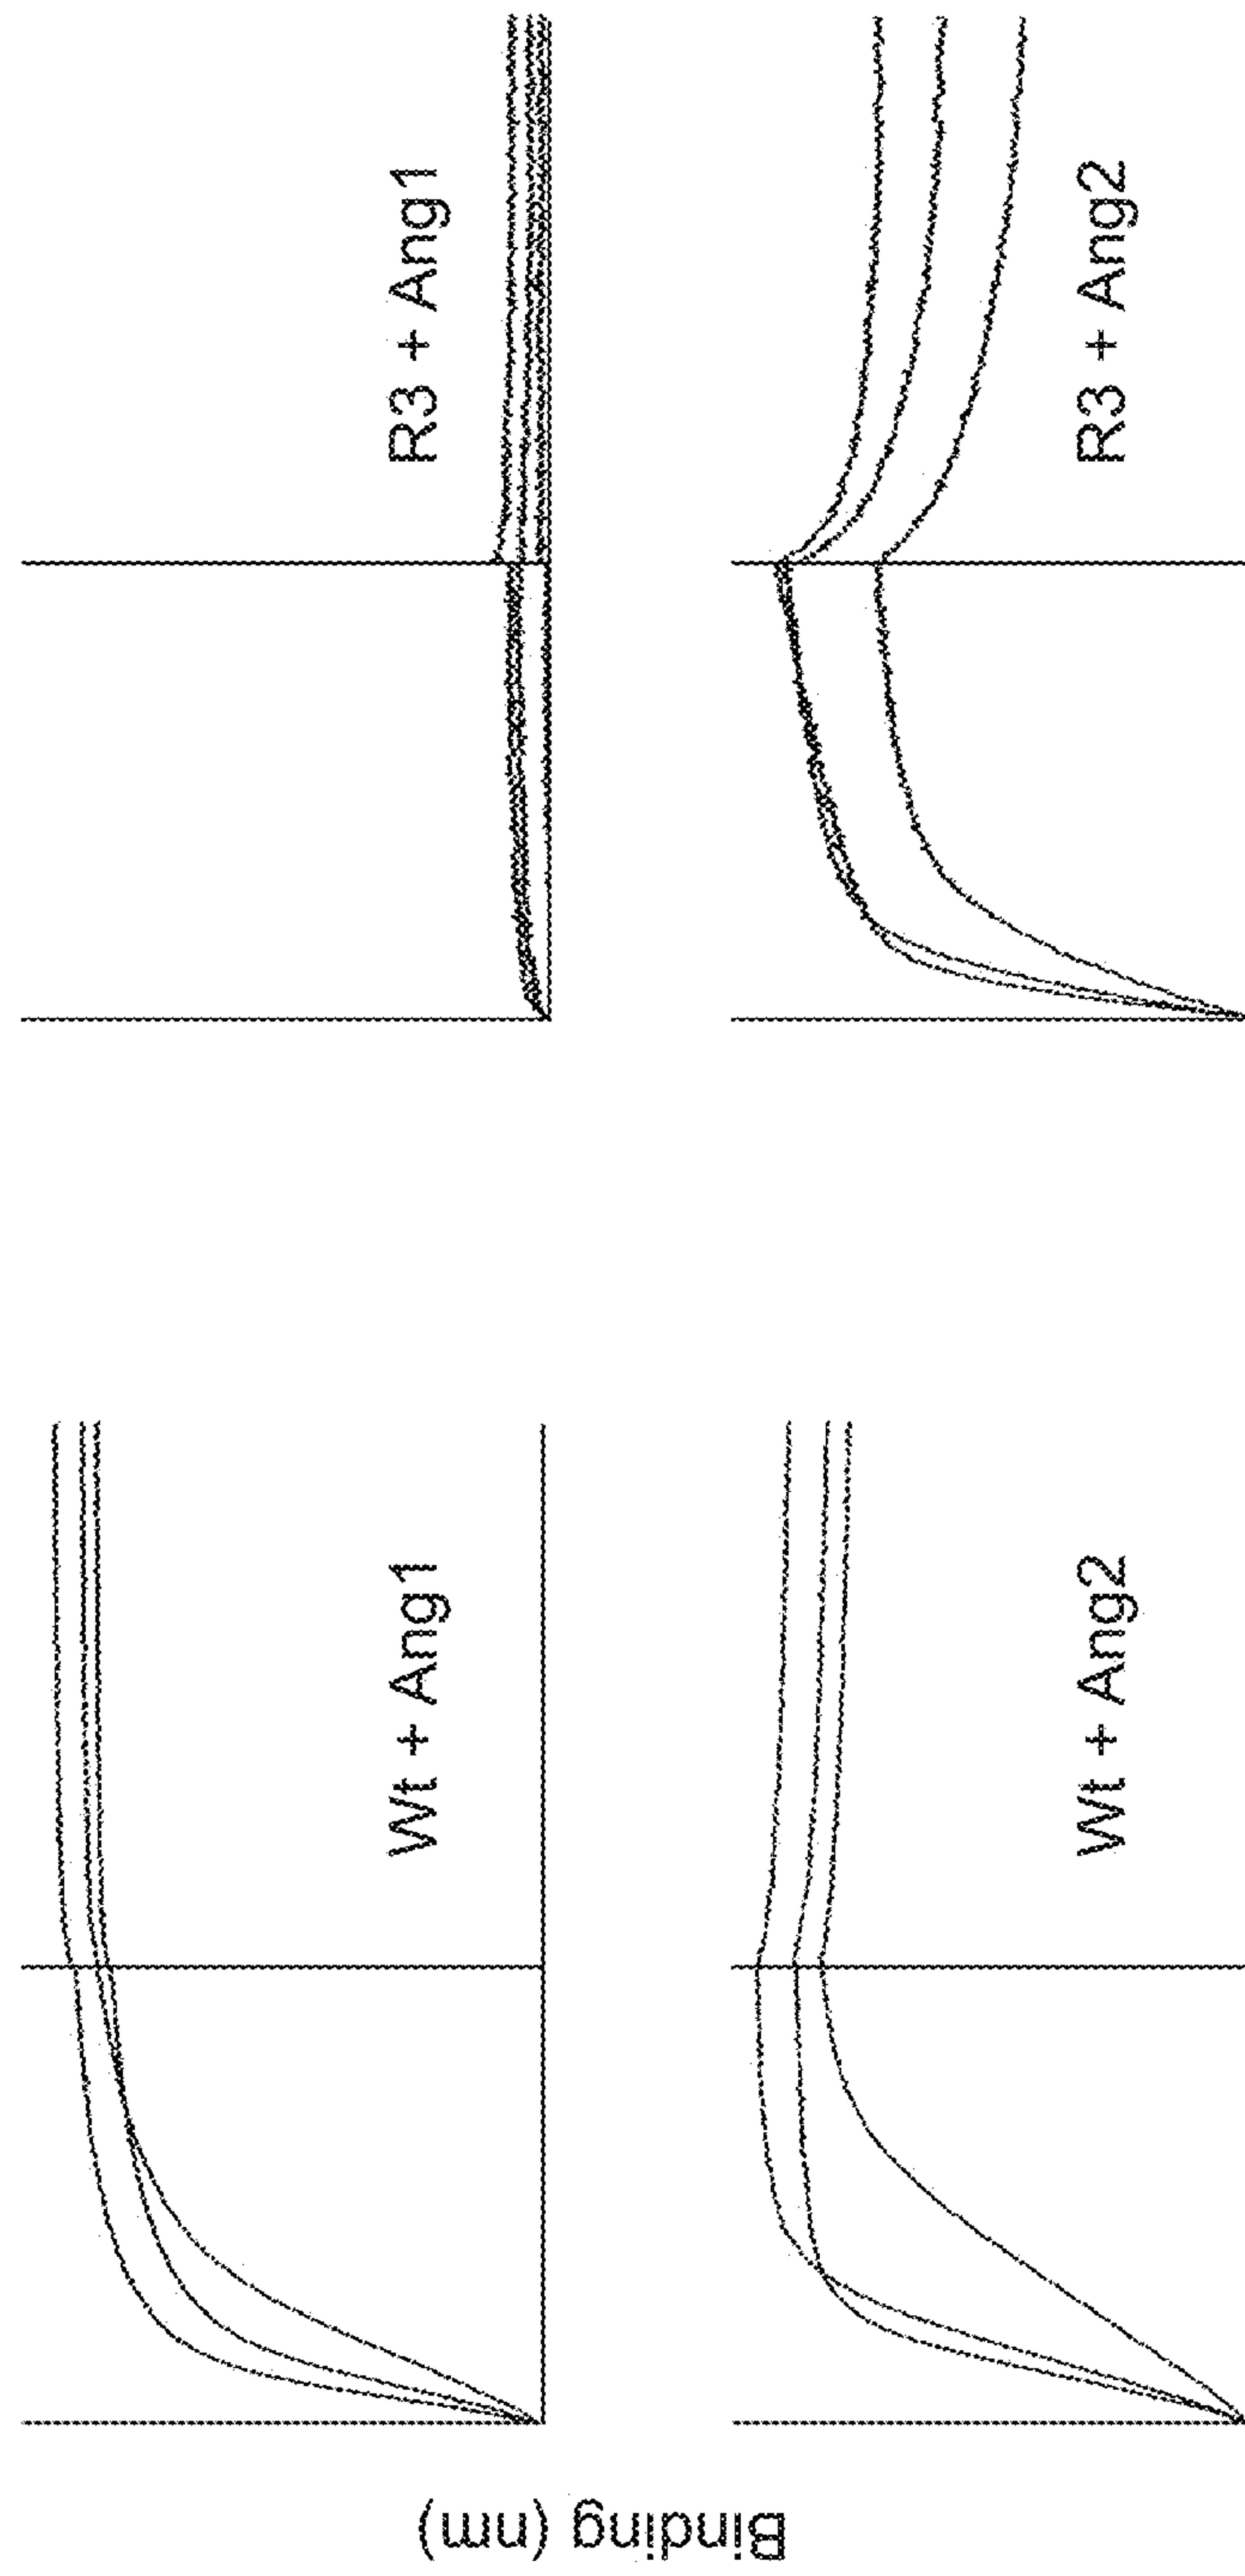 Binding (nm)
Wt + Ang1
R3 + Ang1
Wt + Ang2
R3 + Ang2